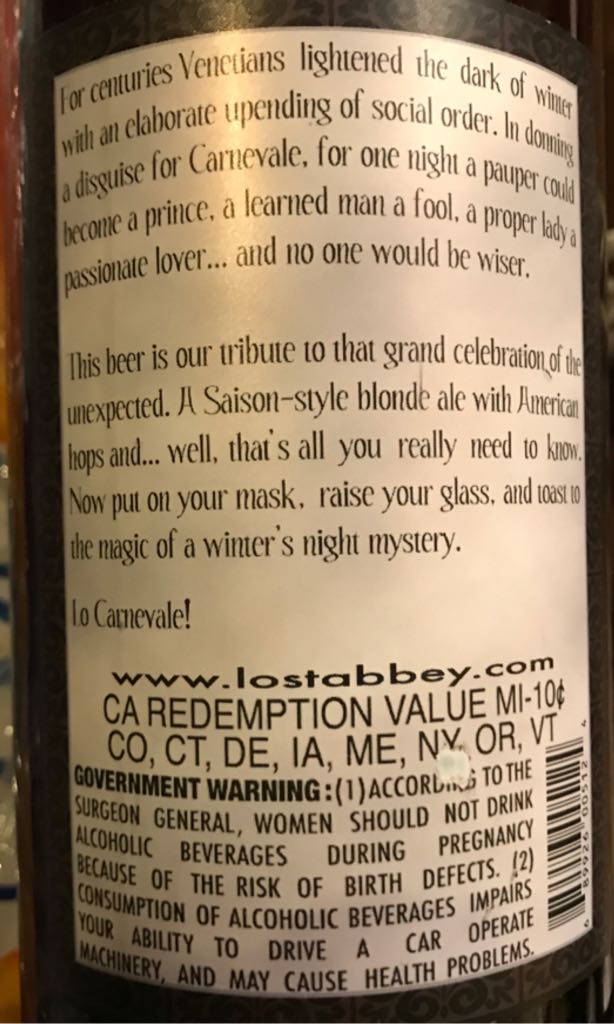 For centuries Venetians lightened the dark of winter
with an elaborate upending of social order. In donning
a disguise for Carnevale, for one night a pauper could
become a prince, a learned man a fool, a proper lady a
passionate lover... and no one would be wiser.
This beer is our tribute to that grand celebration of the
unexpected. A Saison-style blonde ale with American
hops and... well, that's all you really need to know.
Now put on your mask, raise your glass, and toast to
the magic of a winter's night mystery.
Lo Carnevale!
www.lostabbey.com
CA REDEMPTION VALUE MI-10¢
CO, CT, DE, IA, ME, NY, OR, VT
GOVERNMENT WARNING:(1)ACCORDING TO THE
SURGEON GENERAL, WOMEN SHOULD NOT DRINK
ALCOHOLIC BEVERAGES DURING PREGNANCY
BECAUSE OF THE RISK OF BIRTH DEFECTS. (2)
CONSUMPTION OF ALCOHOLIC BEVERAGES IMPAIRS
YOUR ABILITY TO DRIVE A CAR OPERATE
MACHINERY, AND MAY CAUSE HEALTH PROBLEMS.
6 89926 00512 4